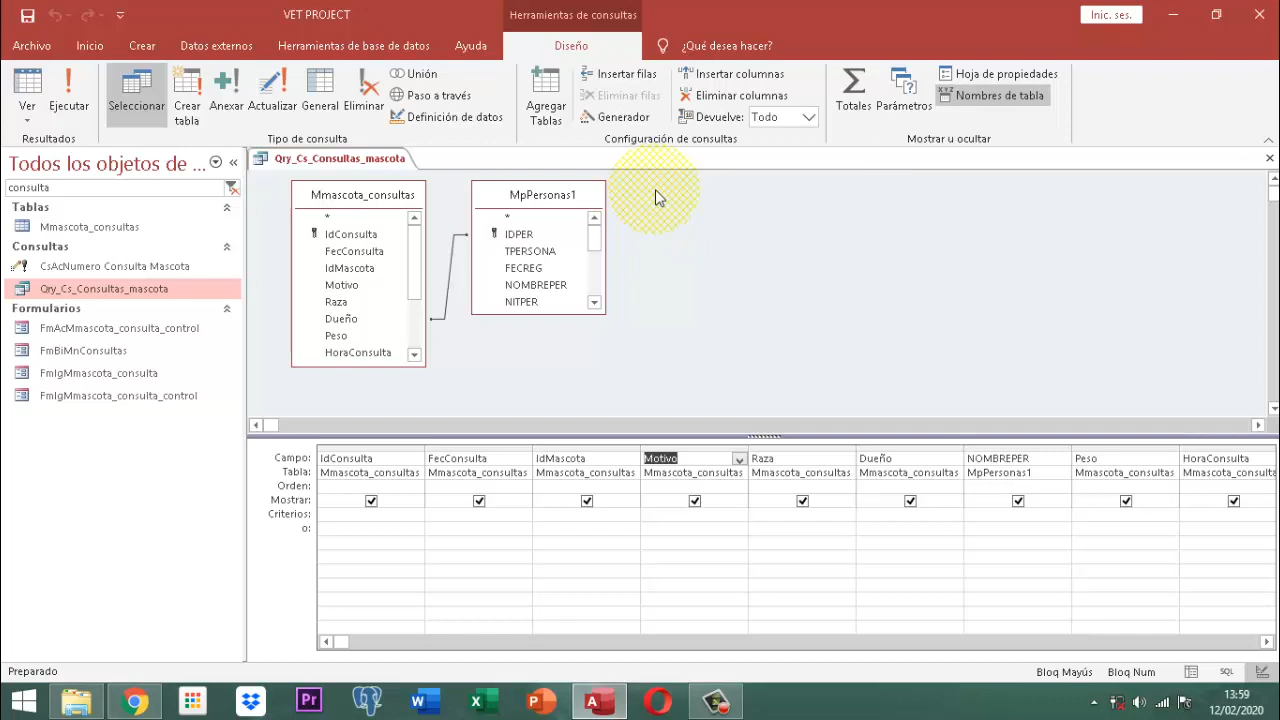 VET PROJECT
Herramientas de consultas
Inic. ses.
Archivo
Inicio
Crear
Datos externos
Herramientas de base de datos
Ayuda
Diseño
¿Qué desea hacer?
Ver
Ejecutar
Resultados
Seleccionar
Crear tabla
Anexar
Actualizar
General
Eliminar
Unión
Paso a través
Definición de datos
Tipo de consulta
Agregar Tablas
Insertar filas
Eliminar filas
Generador
Insertar columnas
Eliminar columnas
Devuelve: Todo
Configuración de consultas
Totales
Parámetros
Hoja de propiedades
Nombres de tabla
Mostrar u ocultar
Todos los objetos de ...
consulta
Tablas
Mmascota_consultas
Consultas
CsAcNumero Consulta Mascota
Qry_Cs_Consultas_mascota
Formularios
FmAcMmascota_consulta_control
FmBiMnConsultas
FmIgMmascota_consulta
FmIgMmascota_consulta_control
Qry_Cs_Consultas_mascota
Mmascota_consultas
*
IdConsulta
FecConsulta
IdMascota
Motivo
Raza
Dueño
Peso
HoraConsulta
MpPersonas1
*
IDPER
TPERSONA
FECREG
NOMBREPER
NITPER
Campo: IdConsulta FecConsulta IdMascota Motivo Raza Dueño NOMBREPER Peso HoraConsulta
Tabla: Mmascota_consultas Mmascota_consultas Mmascota_consultas Mmascota_consultas Mmascota_consultas Mmascota_consultas MpPersonas1 Mmascota_consultas Mmascota_consulta
Orden:
Mostrar:
Criterios:
o:
Preparado
Bloq Mayús
Bloq Num
SQL
Pr
W
X
P
A
13:59
12/02/2020